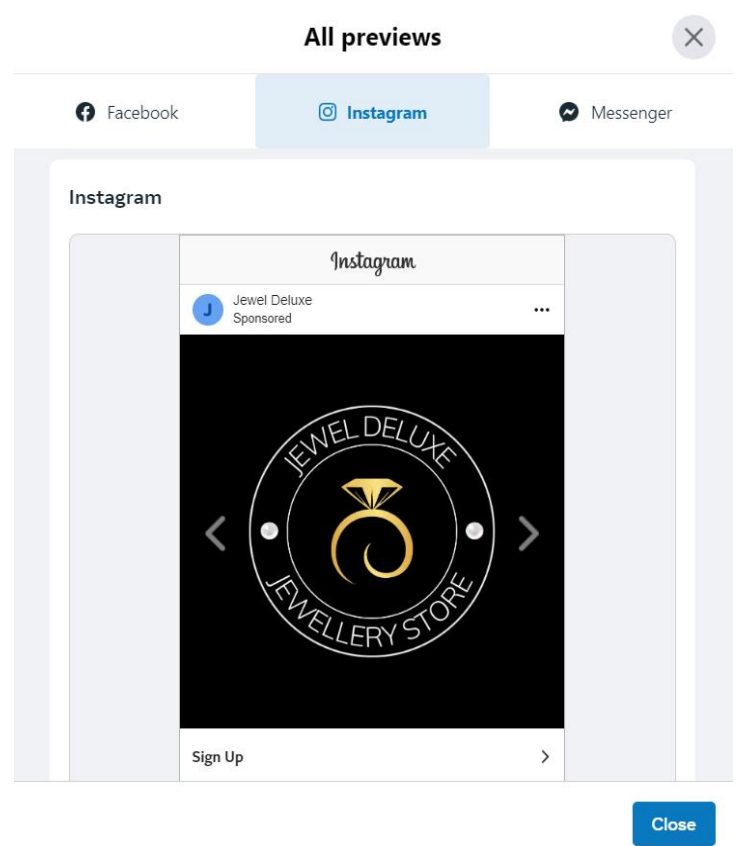 All previews
Facebook
Instagram
Messenger
Instagram
Instagram
J
Jewel Deluxe
Sponsored
JEWEL DELUXE
JEWELLERY STORE
Sign Up
Close